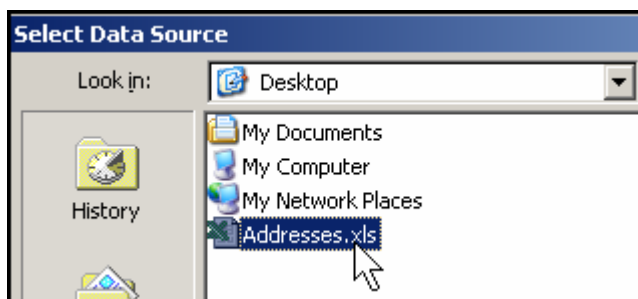 Select Data Source
Look in:
Desktop
My Documents
My Computer
My Network Places
Addresses.xls
History